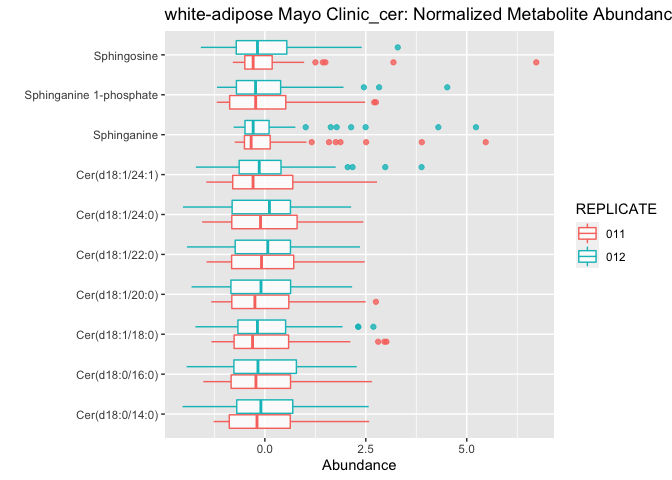 white-adipose Mayo Clinic_cer: Normalized Metabolite Abundanc
Sphingosine
Sphinganine 1-phosphate
Sphinganine
Cer(d18:1/24:1)
Cer(d18:1/24:0)
Cer(d18:1/22:0)
Cer(d18:1/20:0)
Cer(d18:1/18:0)
Cer(d18:0/16:0)
Cer(d18:0/14:0)
0.0 2.5 5.0
Abundance
REPLICATE
011
012